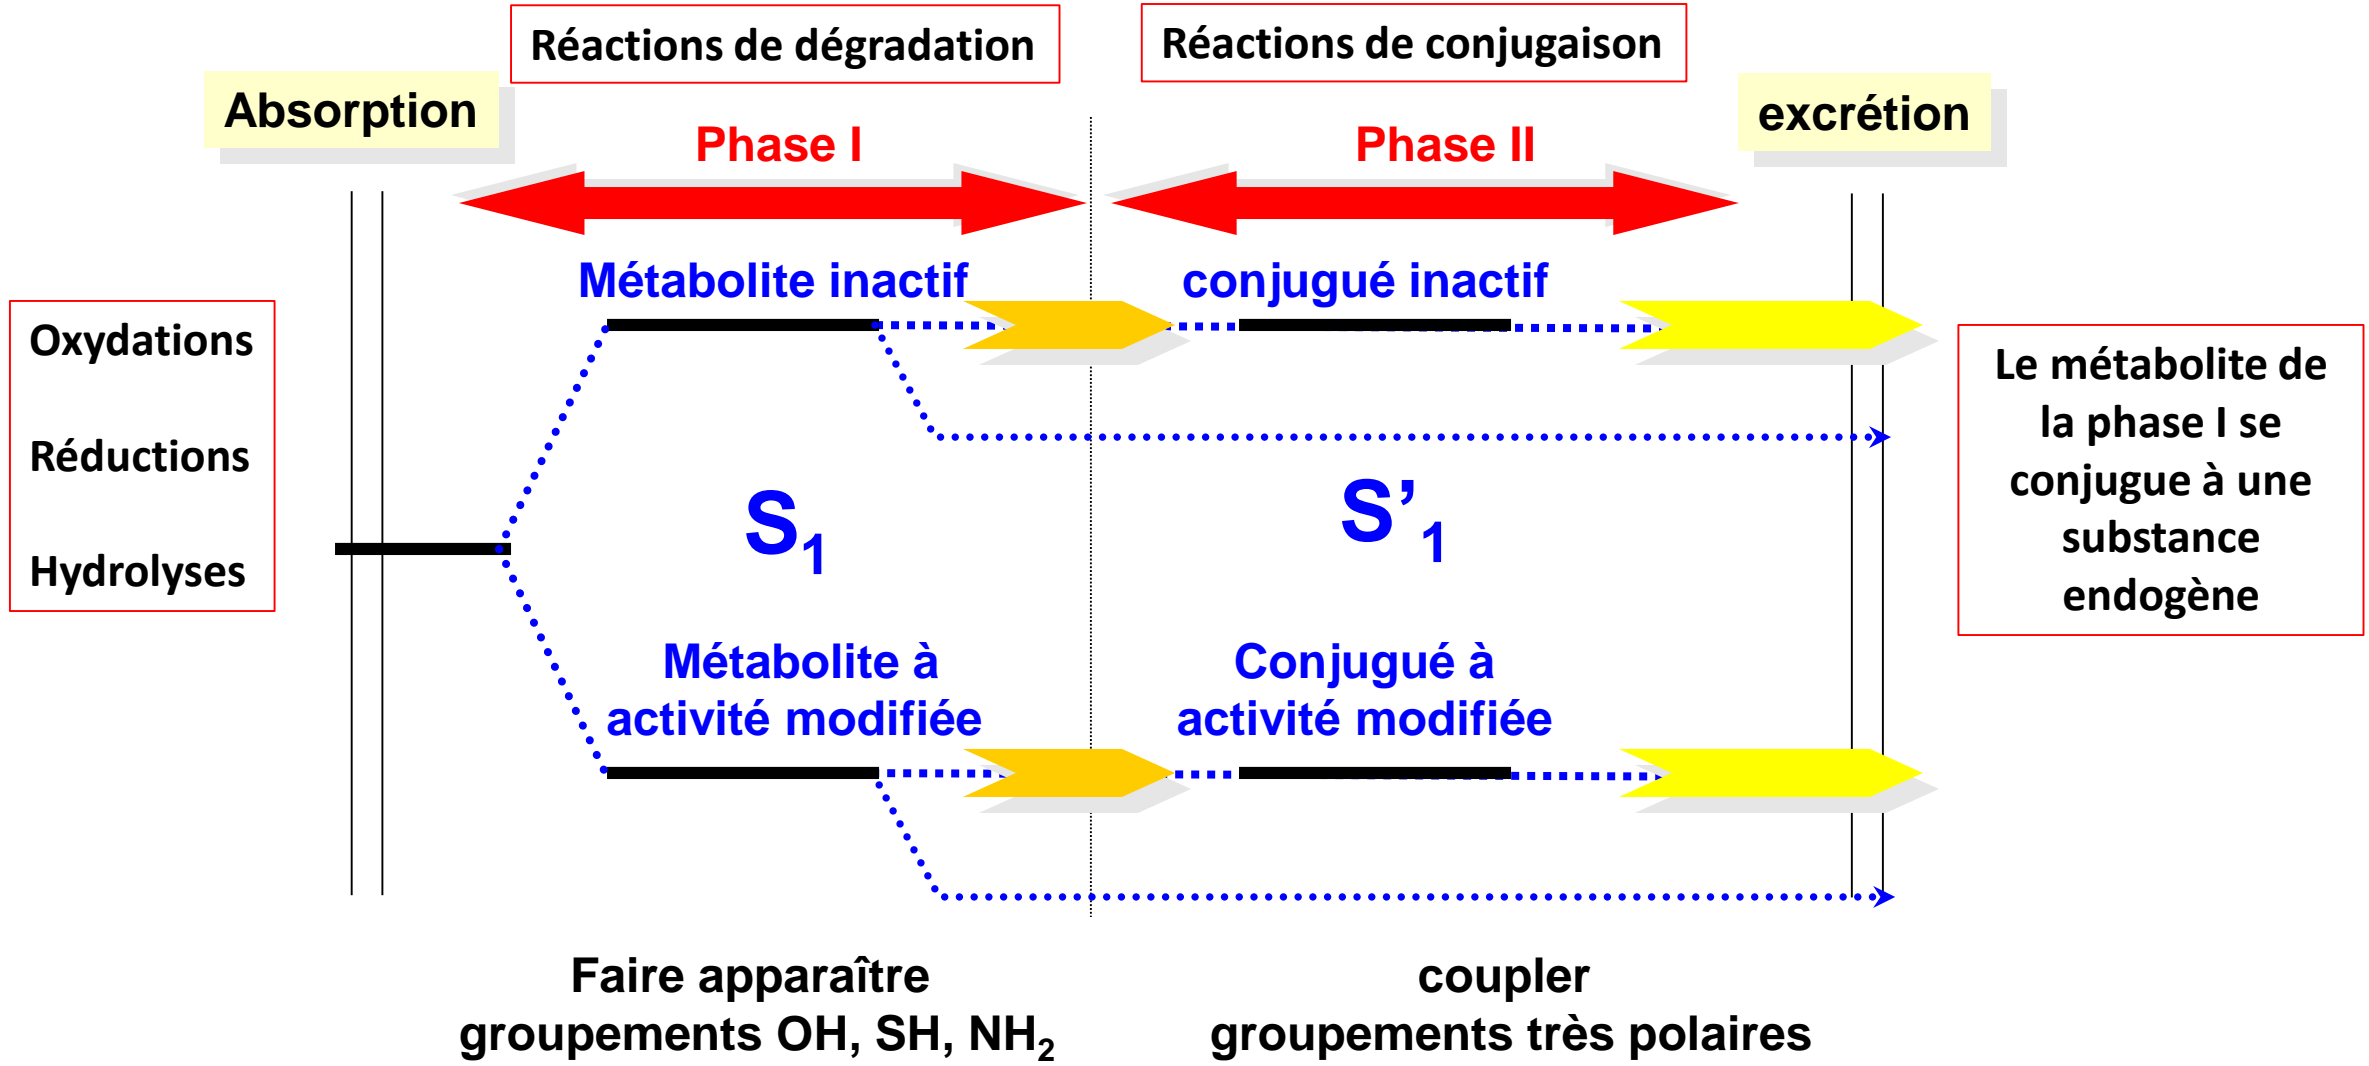 Réactions de dégradation
Réactions de conjugaison
Absorption
excrétion
Phase I
Phase II
Métabolite inactif
conjugué inactif
Oxydations
Réductions
Hydrolyses
Le métabolite de
la phase I se
conjugue à une
substance
endogène
S₁
S’₁
Métabolite à
activité modifiée
Conjugué à
activité modifiée
Faire apparaître
groupements OH, SH, NH₂
coupler
groupements très polaires